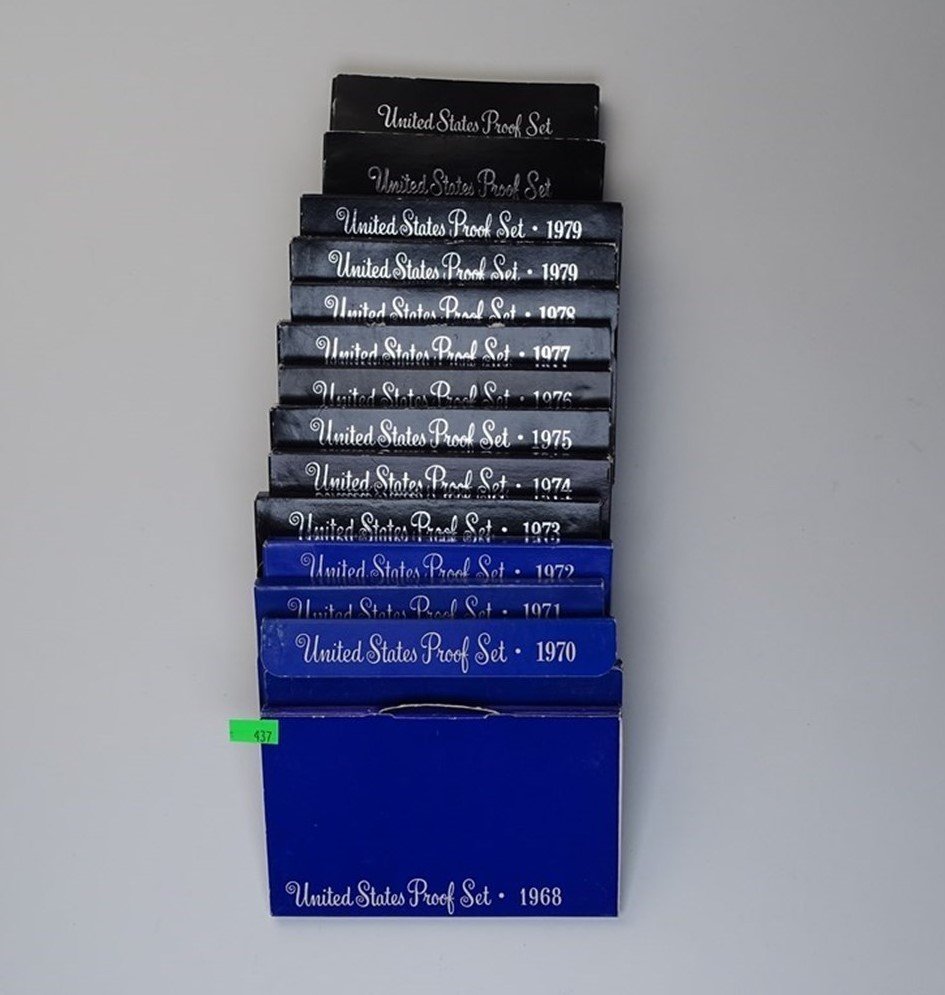 United States Proof Set
United States Proof Set
United States Proof Set • 1979
United States Proof Set • 1979
United States Proof Set • 1978
United States Proof Set • 1977
United States Proof Set • 1976
United States Proof Set • 1975
United States Proof Set • 1974
United States Proof Set • 1973
United States Proof Set • 1972
United States Proof Set • 1971
United States Proof Set • 1970
437
United States Proof Set • 1968